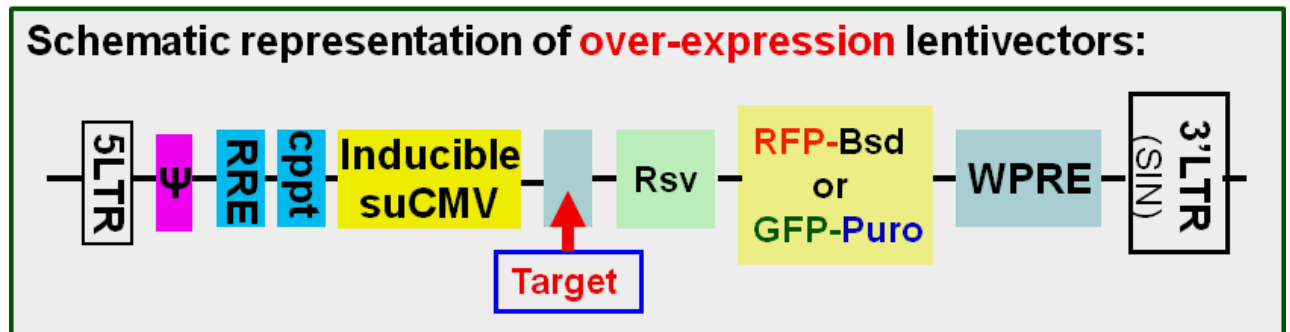 Schematic representation of over-expression lentivectors:
5LTR
Ψ
RRE
cppt
Inducible
suCMV
Rsv
RFP-Bsd
or
GFP-Puro
WPRE
3'LTR
(SIN)
Target